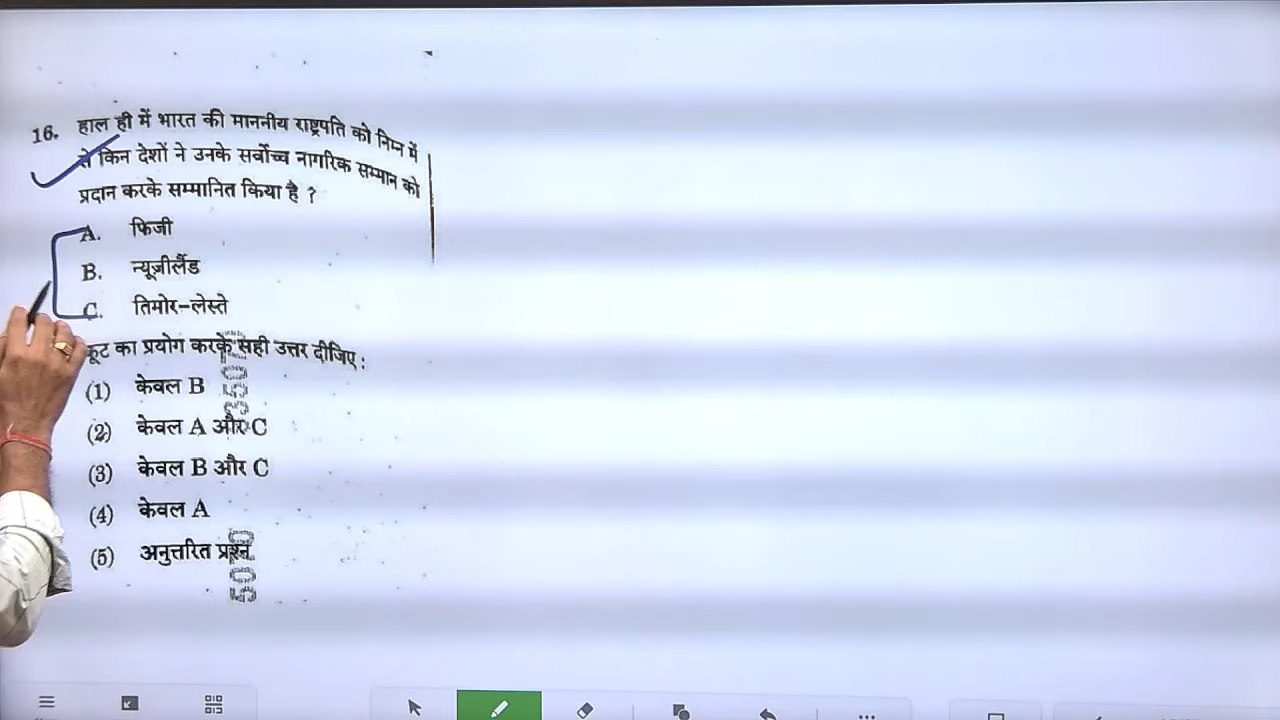 16. हाल ही में भारत की माननीय राष्ट्रपति को निम्न में
से किन देशों ने उनके सर्वोच्च नागरिक सम्मान को
प्रदान करके सम्मानित किया है ?
A. फिजी
B. न्यूज़ीलैंड
C. तिमोर-लेस्ते
कूट का प्रयोग करके सही उत्तर दीजिए :
(1) केवल B
(2) केवल A और C
(3) केवल B और C
(4) केवल A
(5) अनुत्तरित प्रश्न